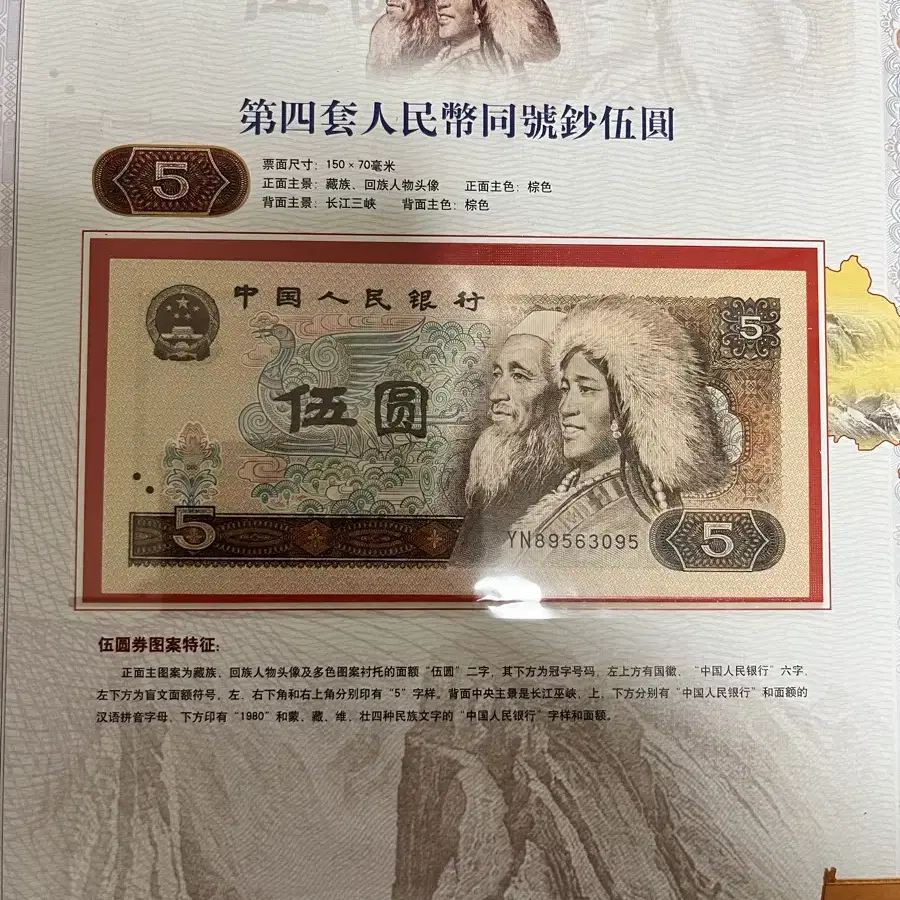 第四套人民幣同號鈔伍圓
5
票面尺寸：150×70毫米
正面主景：藏族、回族人物头像 正面主色：棕色
背面主景：长江三峡 背面主色：棕色
中国人民银行
5
伍圆
5
YN89563095
5
伍圆券图案特征：
正面主图案为藏族、回族人物头像及多色图案衬托的面额“伍圆”二字，其下方为冠字号码，左上方有国徽、“中国人民银行”六字，
左下方为盲文面额符号。左、右下角和右上角分别印有“5”字样。背面中央主景是长江巫峡，上、下方分别有“中国人民银行”和面额的
汉语拼音字母，下方印有“1980”和蒙、藏、维、壮四种民族文字的“中国人民银行”字样和面额。